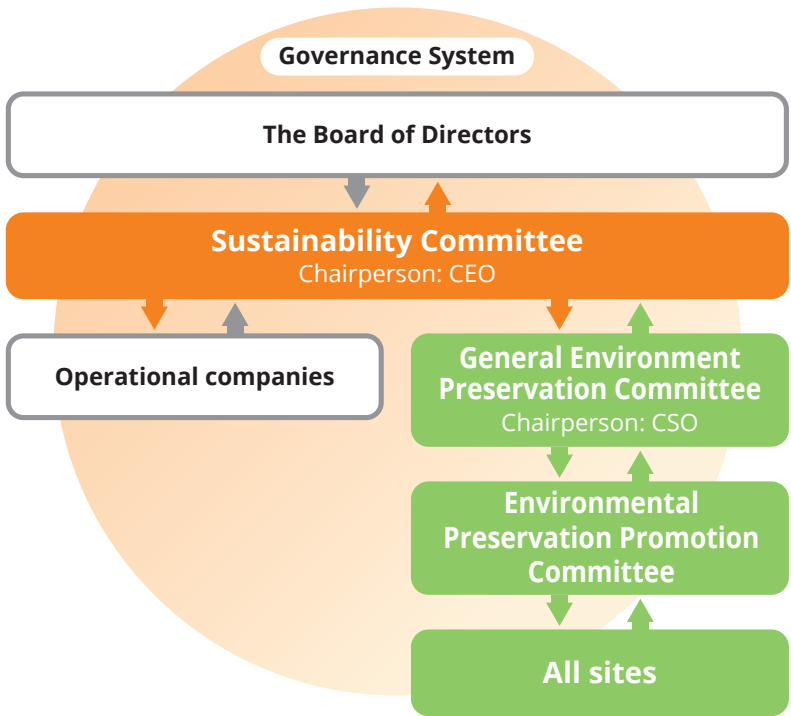 Governance System
The Board of Directors
Sustainability Committee
Chairperson: CEO
Operational companies
General Environment
Preservation Committee
Chairperson: CSO
Environmental
Preservation Promotion
Committee
All sites